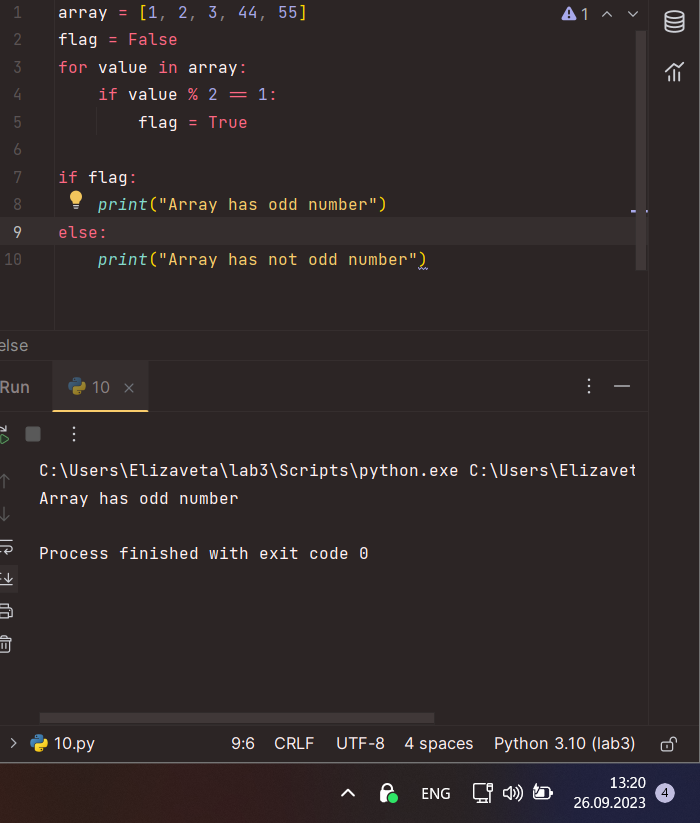 1 array = [1, 2, 3, 44, 55] 1
2 flag = False
3 for value in array:
4     if value % 2 == 1:
5         flag = True
6
7 if flag:
8     print("Array has odd number")
9 else:
10     print("Array has not odd number")
else
Run 10
C:\Users\Elizaveta\lab3\Scripts\python.exe C:\Users\Elizavet
Array has odd number
Process finished with exit code 0
10.py 9:6 CRLF UTF-8 4 spaces Python 3.10 (lab3)
ENG 13:20 4
26.09.2023